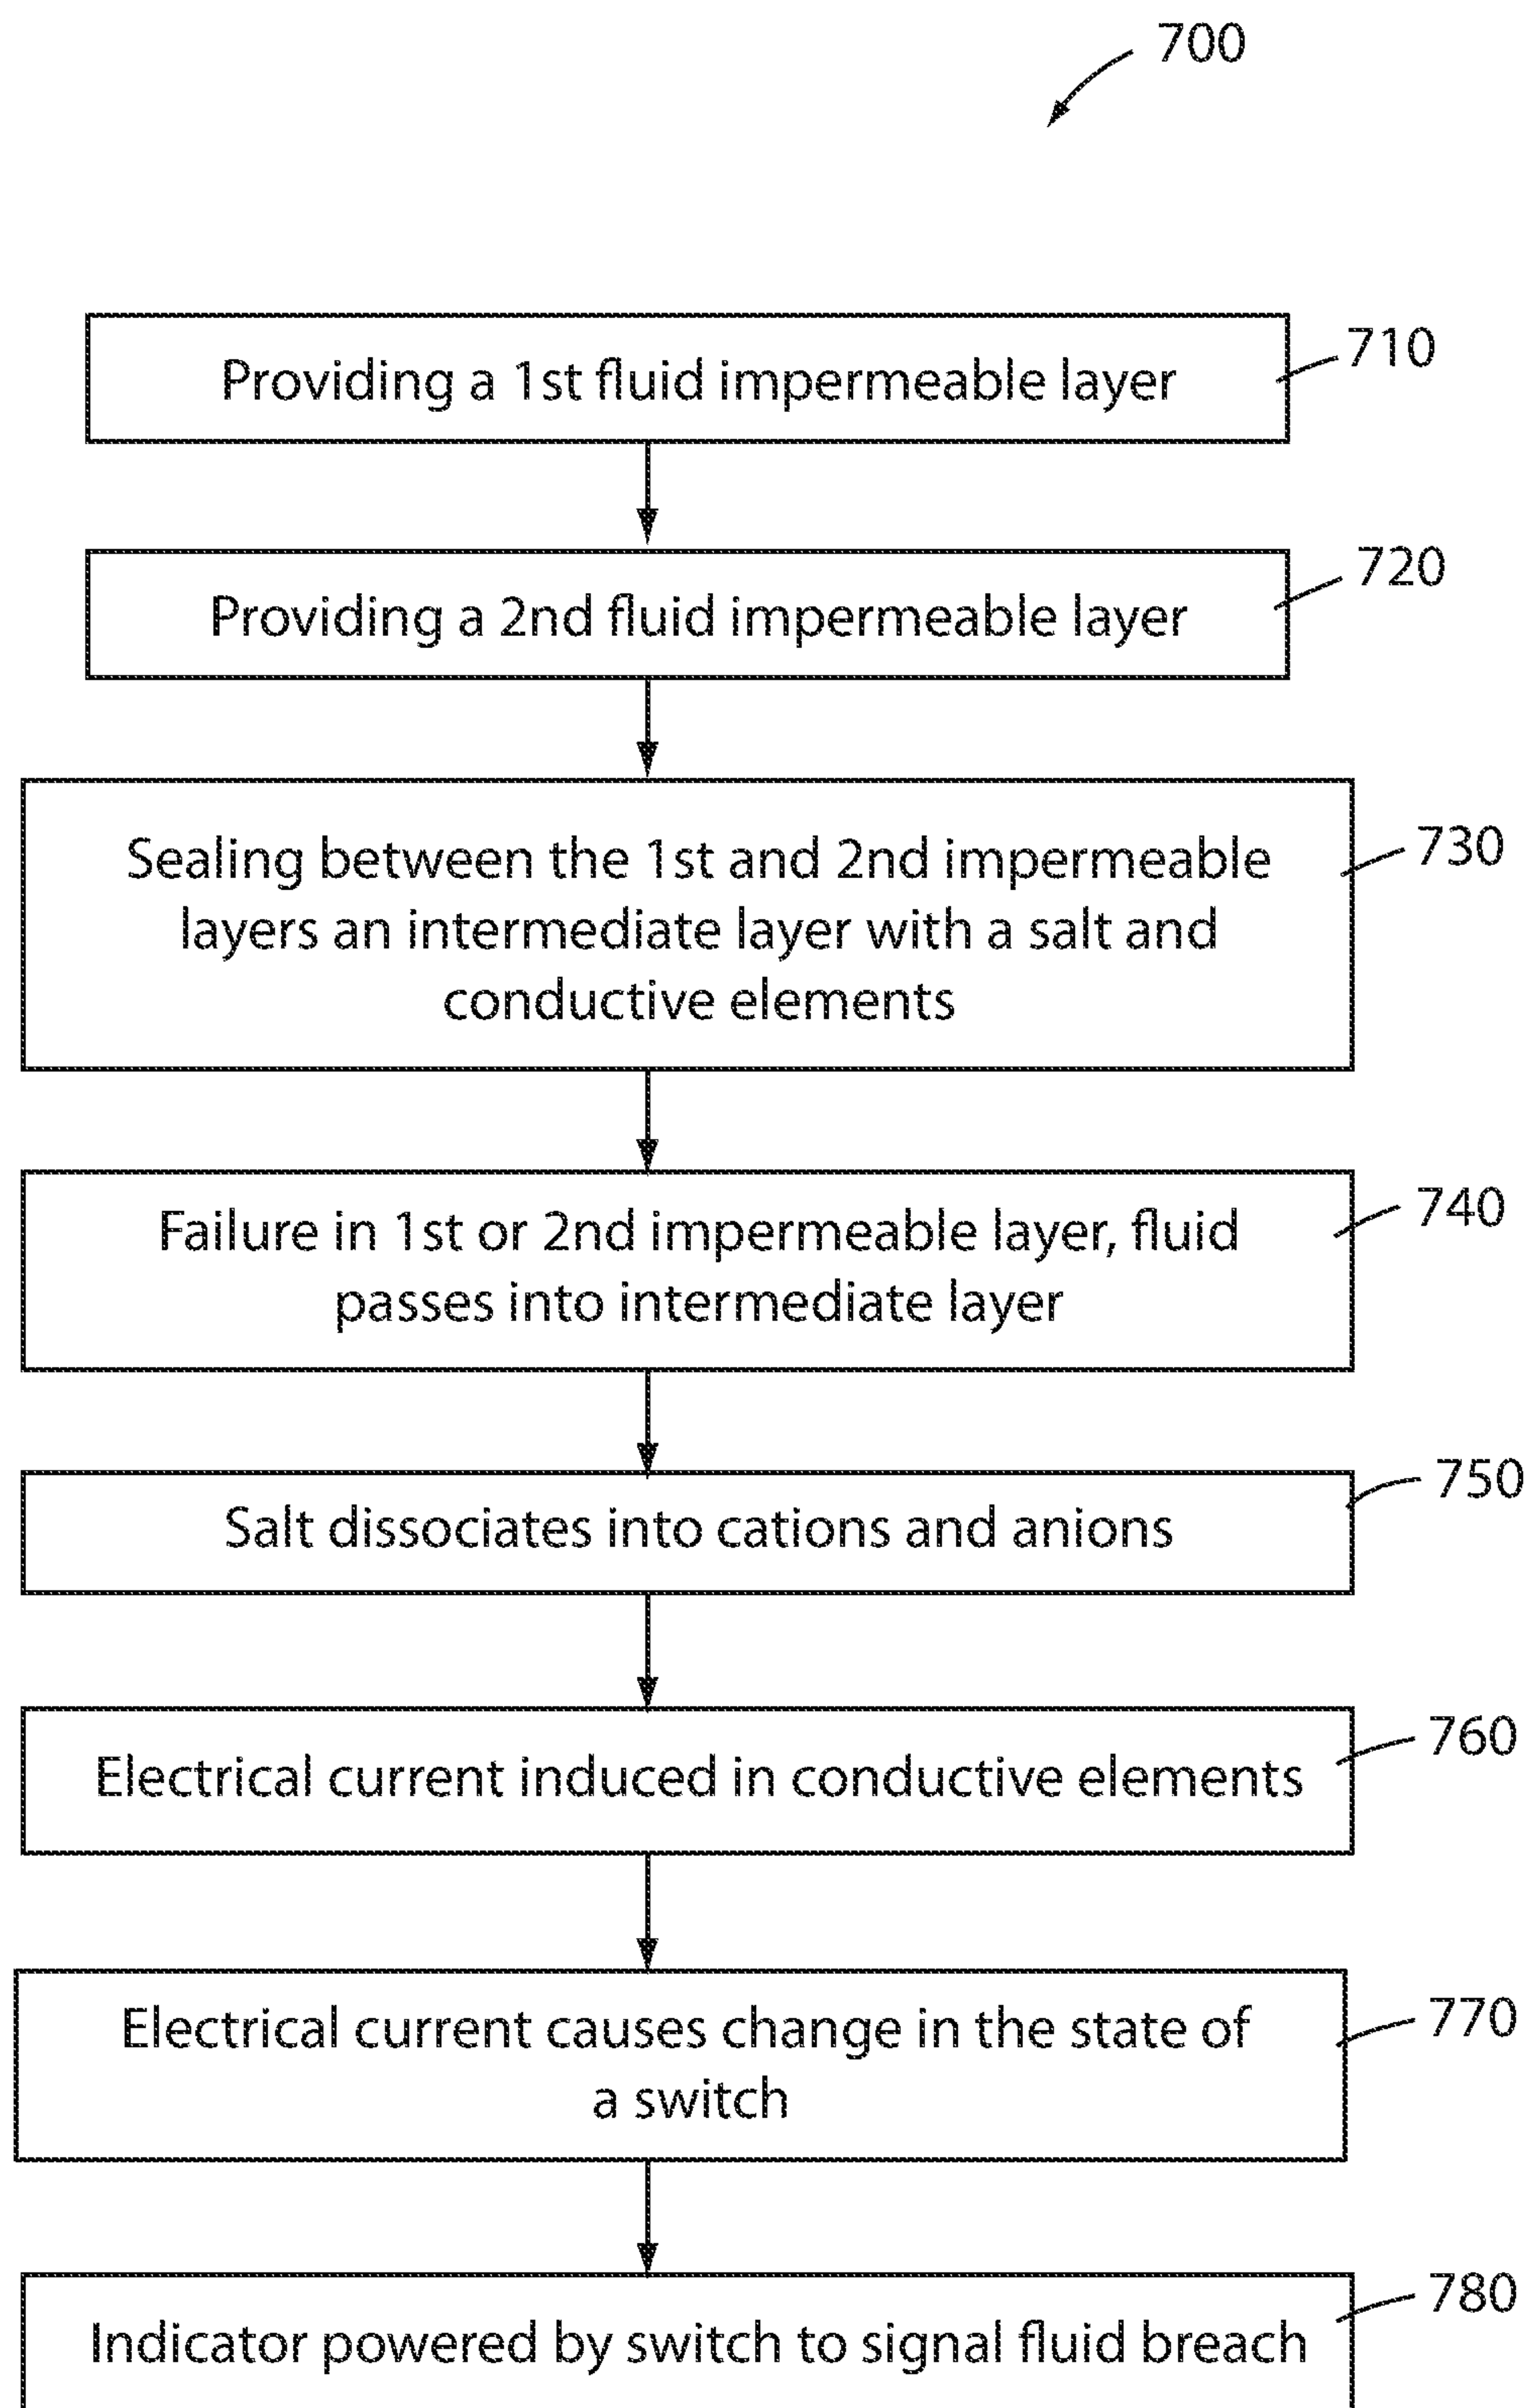 700
Providing a 1st fluid impermeable layer
710
Providing a 2nd fluid impermeable layer
720
Sealing between the 1st and 2nd impermeable
layers an intermediate layer with a salt and
conductive elements
730
Failure in 1st or 2nd impermeable layer, fluid
passes into intermediate layer
740
Salt dissociates into cations and anions
750
Electrical current induced in conductive elements
760
Electrical current causes change in the state of
a switch
770
Indicator powered by switch to signal fluid breach
780